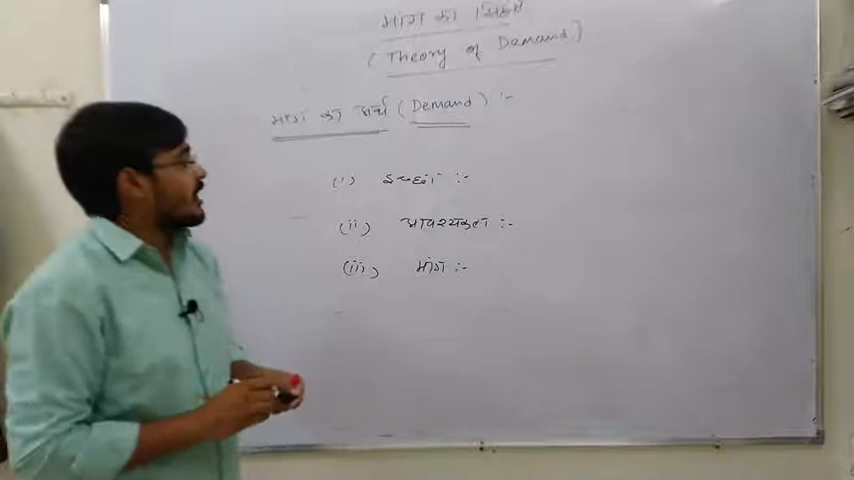 मांग का सिद्धांत
(Theory of Demand)
मांग का अर्थ (Demand) :-
(i) इच्छा :-
(ii) आवश्यकता :-
(iii) मांग :-